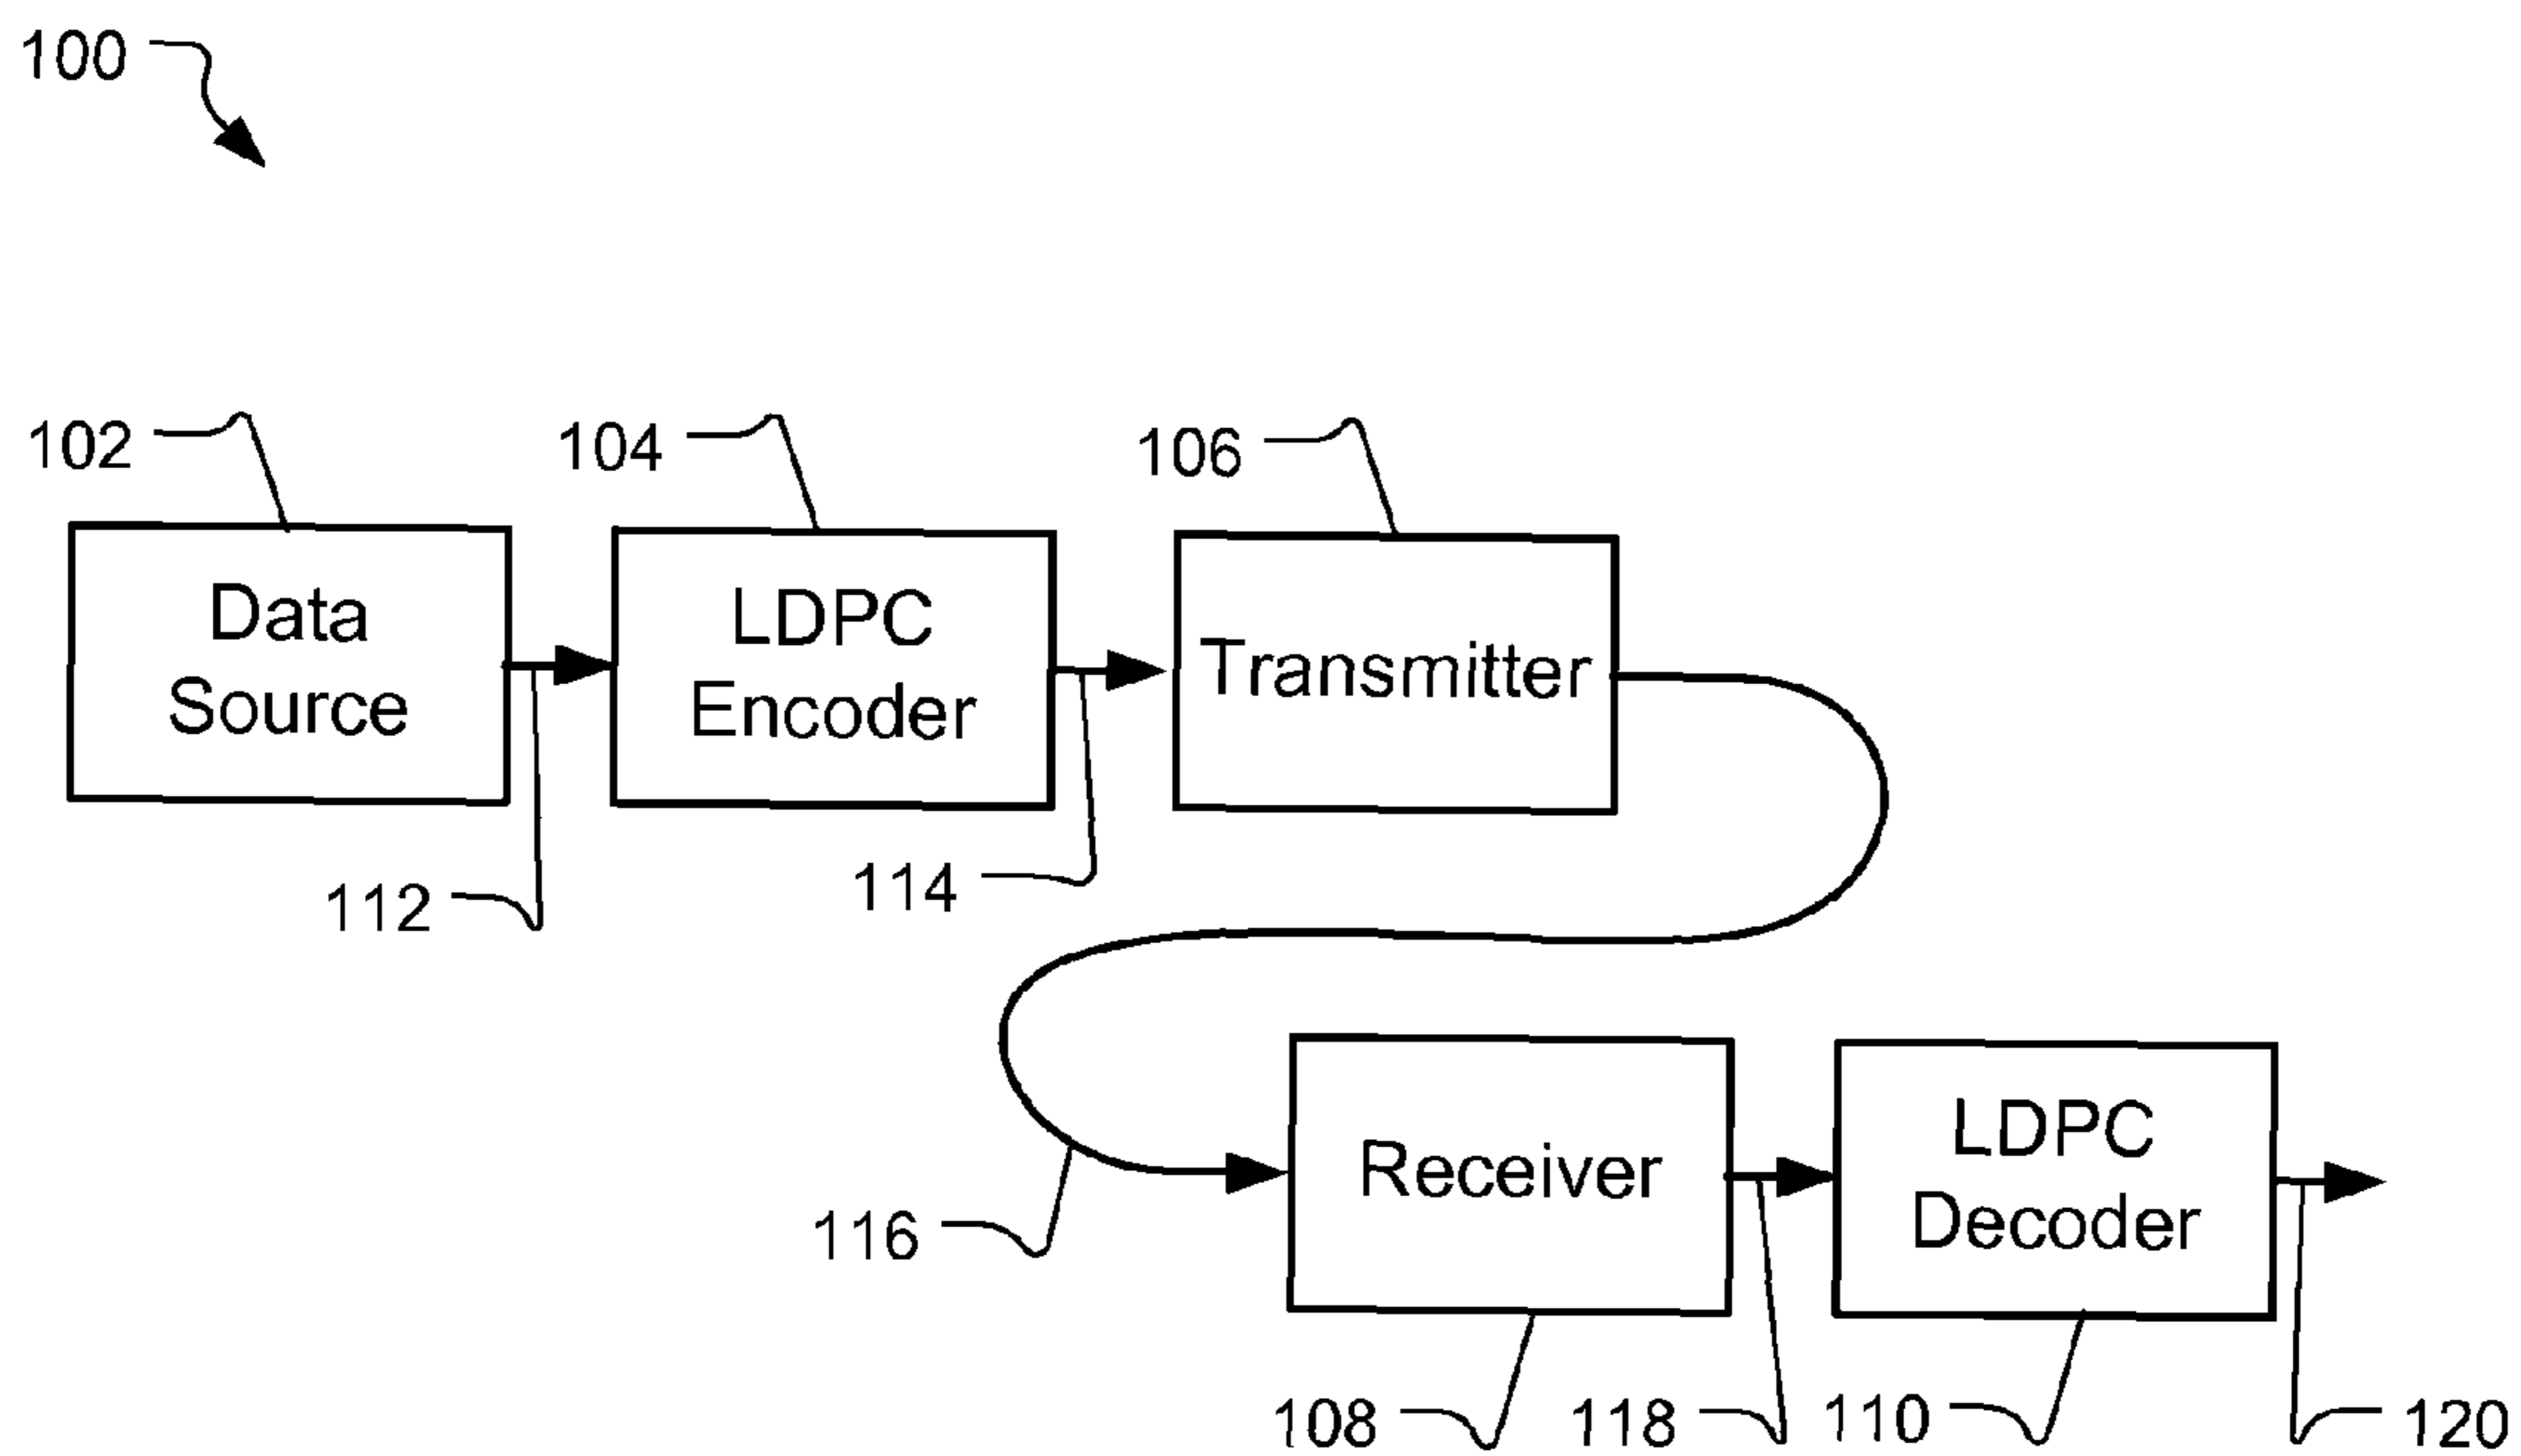 100
102
104
106
Data
Source
LDPC
Encoder
Transmitter
112
114
116
Receiver
LDPC
Decoder
108
118
110
120